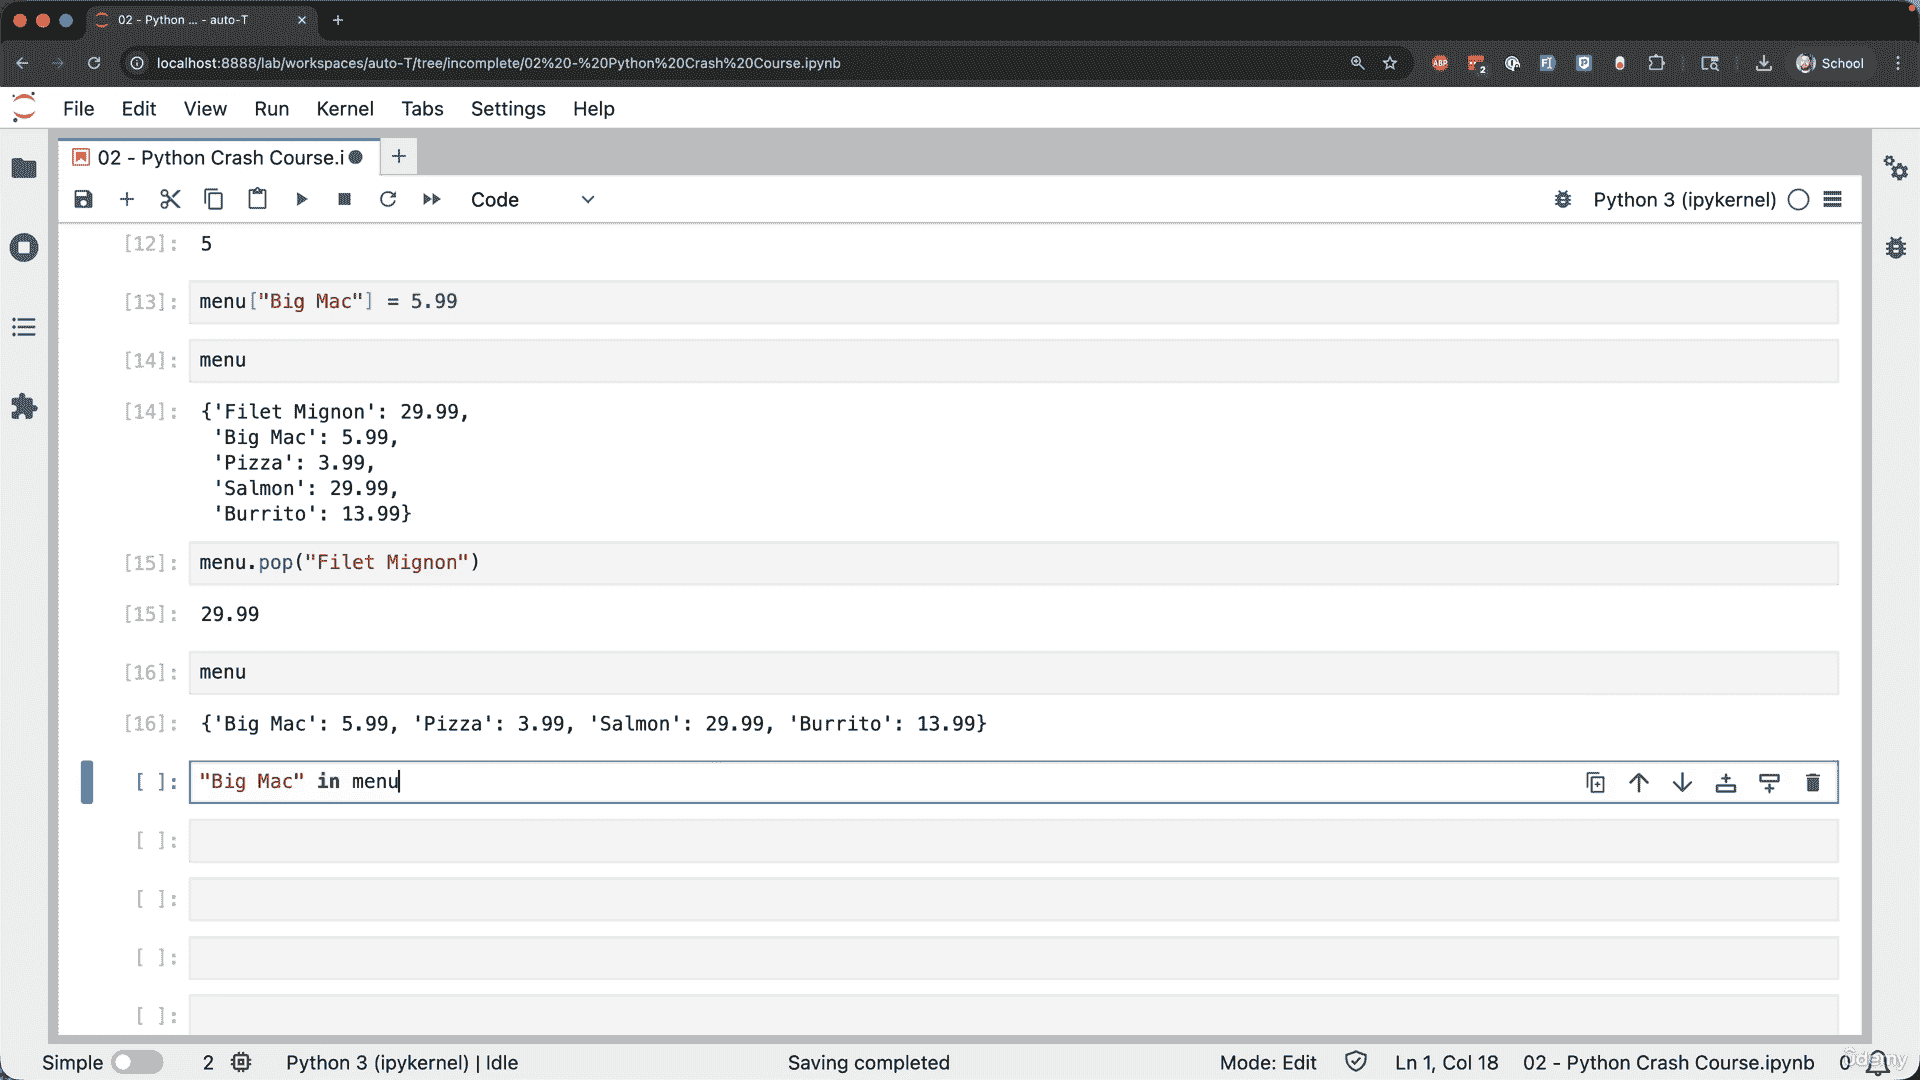 02 - Python ... - auto-T
localhost:8888/lab/workspaces/auto-T/tree/incomplete/02%20-%20Python%20Crash%20Course.ipynb
ABP
2
School
File Edit View Run Kernel Tabs Settings Help
02 - Python Crash Course.i
Code
Python 3 (ipykernel)
[12]: 5
[13]: menu["Big Mac"] = 5.99
[14]: menu
[14]: {'Filet Mignon': 29.99,
'Big Mac': 5.99,
'Pizza': 3.99,
'Salmon': 29.99,
'Burrito': 13.99}
[15]: menu.pop("Filet Mignon")
[15]: 29.99
[16]: menu
[16]: {'Big Mac': 5.99, 'Pizza': 3.99, 'Salmon': 29.99, 'Burrito': 13.99}
[ ]: "Big Mac" in menu
[ ]:
[ ]:
[ ]:
[ ]:
Simple 2 Python 3 (ipykernel) | Idle Saving completed Mode: Edit Ln 1, Col 18 02 - Python Crash Course.ipynb 0
udemy